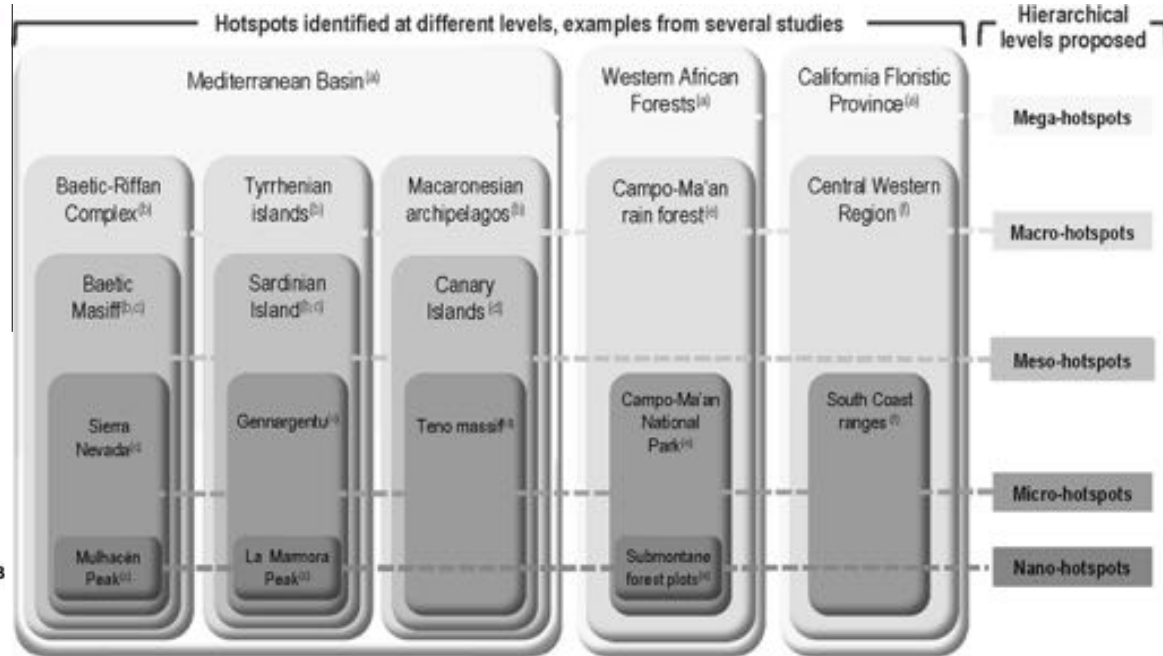 Hotspots identified at different levels, examples from several studies
Hierarchical
levels proposed
Mediterranean Basin(a)
Western African
Forests(a)
California Floristic
Province(a)
Mega-hotspots
Baetic-Riffan
Complex(b)
Tyrrhenian
islands(b)
Macaronesian
archipelagos(b)
Campo-Ma'an
rain forest(e)
Central Western
Region (f)
Macro-hotspots
Baetic
Masiff(b,c)
Sardinian
Island(b,c)
Canary
Islands (d)
Meso-hotspots
Sierra
Nevada(c)
Gennargentu(c)
Teno massif(d)
Campo-Ma'an
National
Park(e)
South Coast
ranges (f)
Micro-hotspots
Mulhacén
Peak(c)
La Marmora
Peak(c)
Submontane
forest plots(e)
Nano-hotspots
B